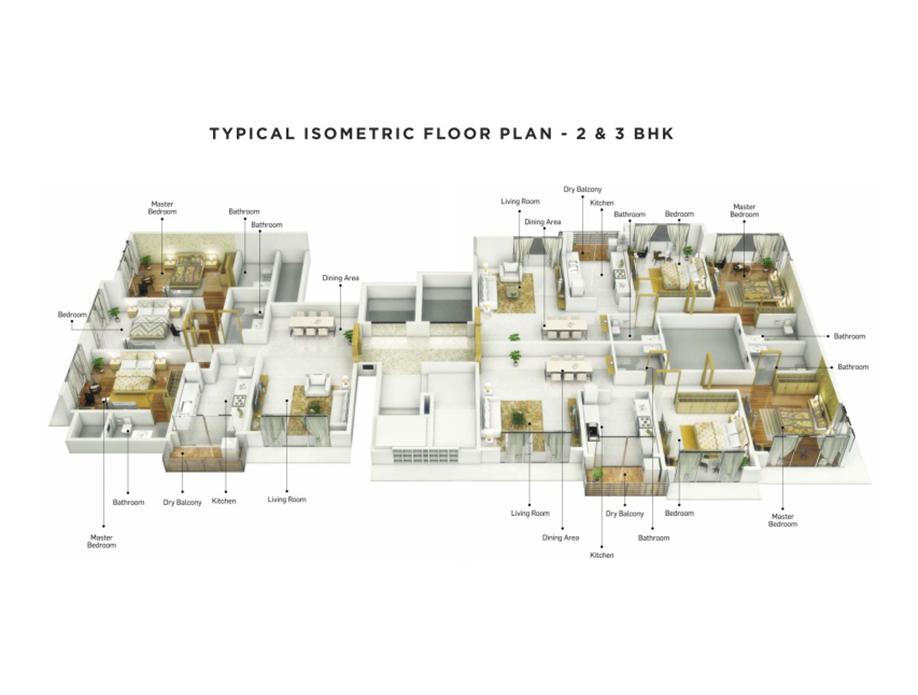 TYPICAL ISOMETRIC FLOOR PLAN - 2 & 3 BHK
Dry Balcony
Living Room
Kitchen
Master
Bedroom
Bathroom
Bathroom
Dining Area
Bathroom
Bedroom
Master
Bedroom
Dining Area
Bedroom
Bathroom
Bathroom
Bathroom
Dry Balcony
Kitchen
Living Room
Master
Bedroom
Living Room
Dry Balcony
Bedroom
Master
Bedroom
Dining Area
Bathroom
Kitchen